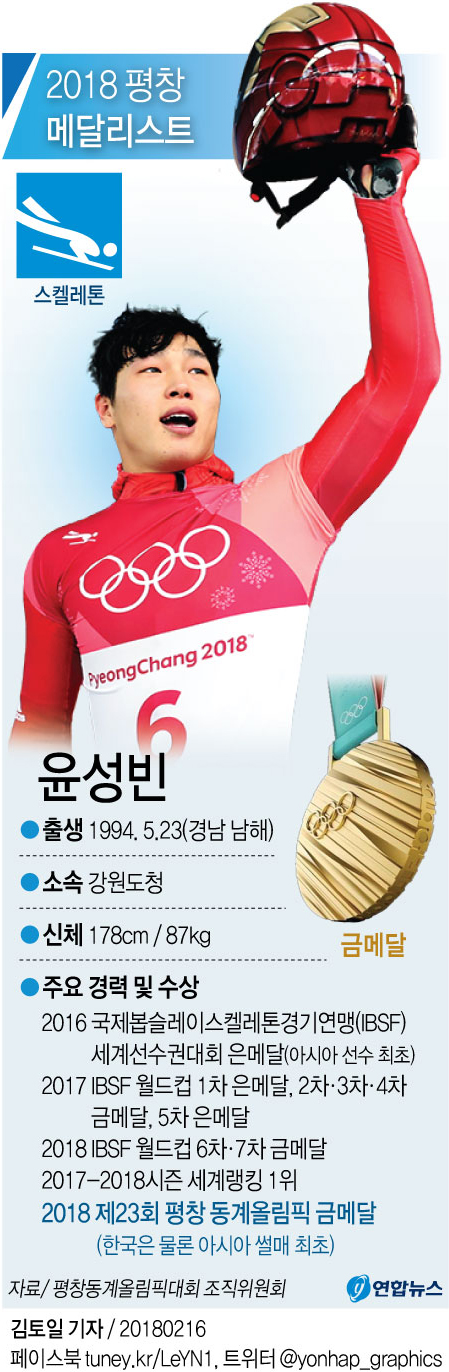 2018 평창
메달리스트
스켈레톤
PyeongChang 2018™
6
윤성빈
●출생 1994. 5.23(경남 남해)
●소속 강원도청
●신체 178cm / 87kg
금메달
●주요 경력 및 수상
2016 국제봅슬레이스켈레톤경기연맹(IBSF)
세계선수권대회 은메달(아시아 선수 최초)
2017 IBSF 월드컵 1차 은메달, 2차·3차·4차
금메달, 5차 은메달
2018 IBSF 월드컵 6차·7차 금메달
2017-2018시즌 세계랭킹 1위
2018 제23회 평창 동계올림픽 금메달
(한국은 물론 아시아 썰매 최초)
자료/ 평창동계올림픽대회 조직위원회
연합뉴스
김토일 기자 / 20180216
페이스북 tuney.kr/LeYN1, 트위터 @yonhap_graphics